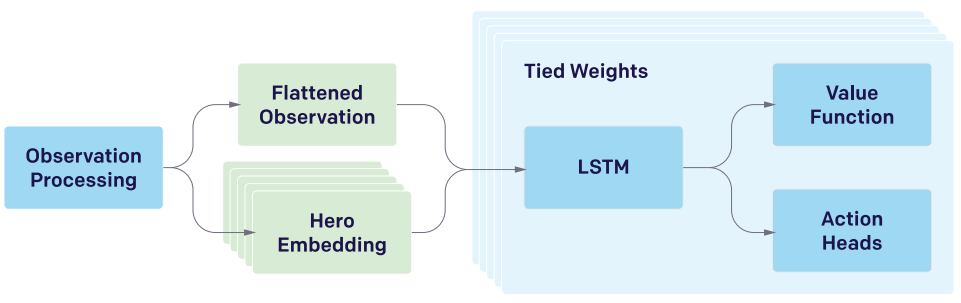 Observation
Processing
Flattened
Observation
Hero
Embedding
Tied Weights
LSTM
Value
Function
Action
Heads